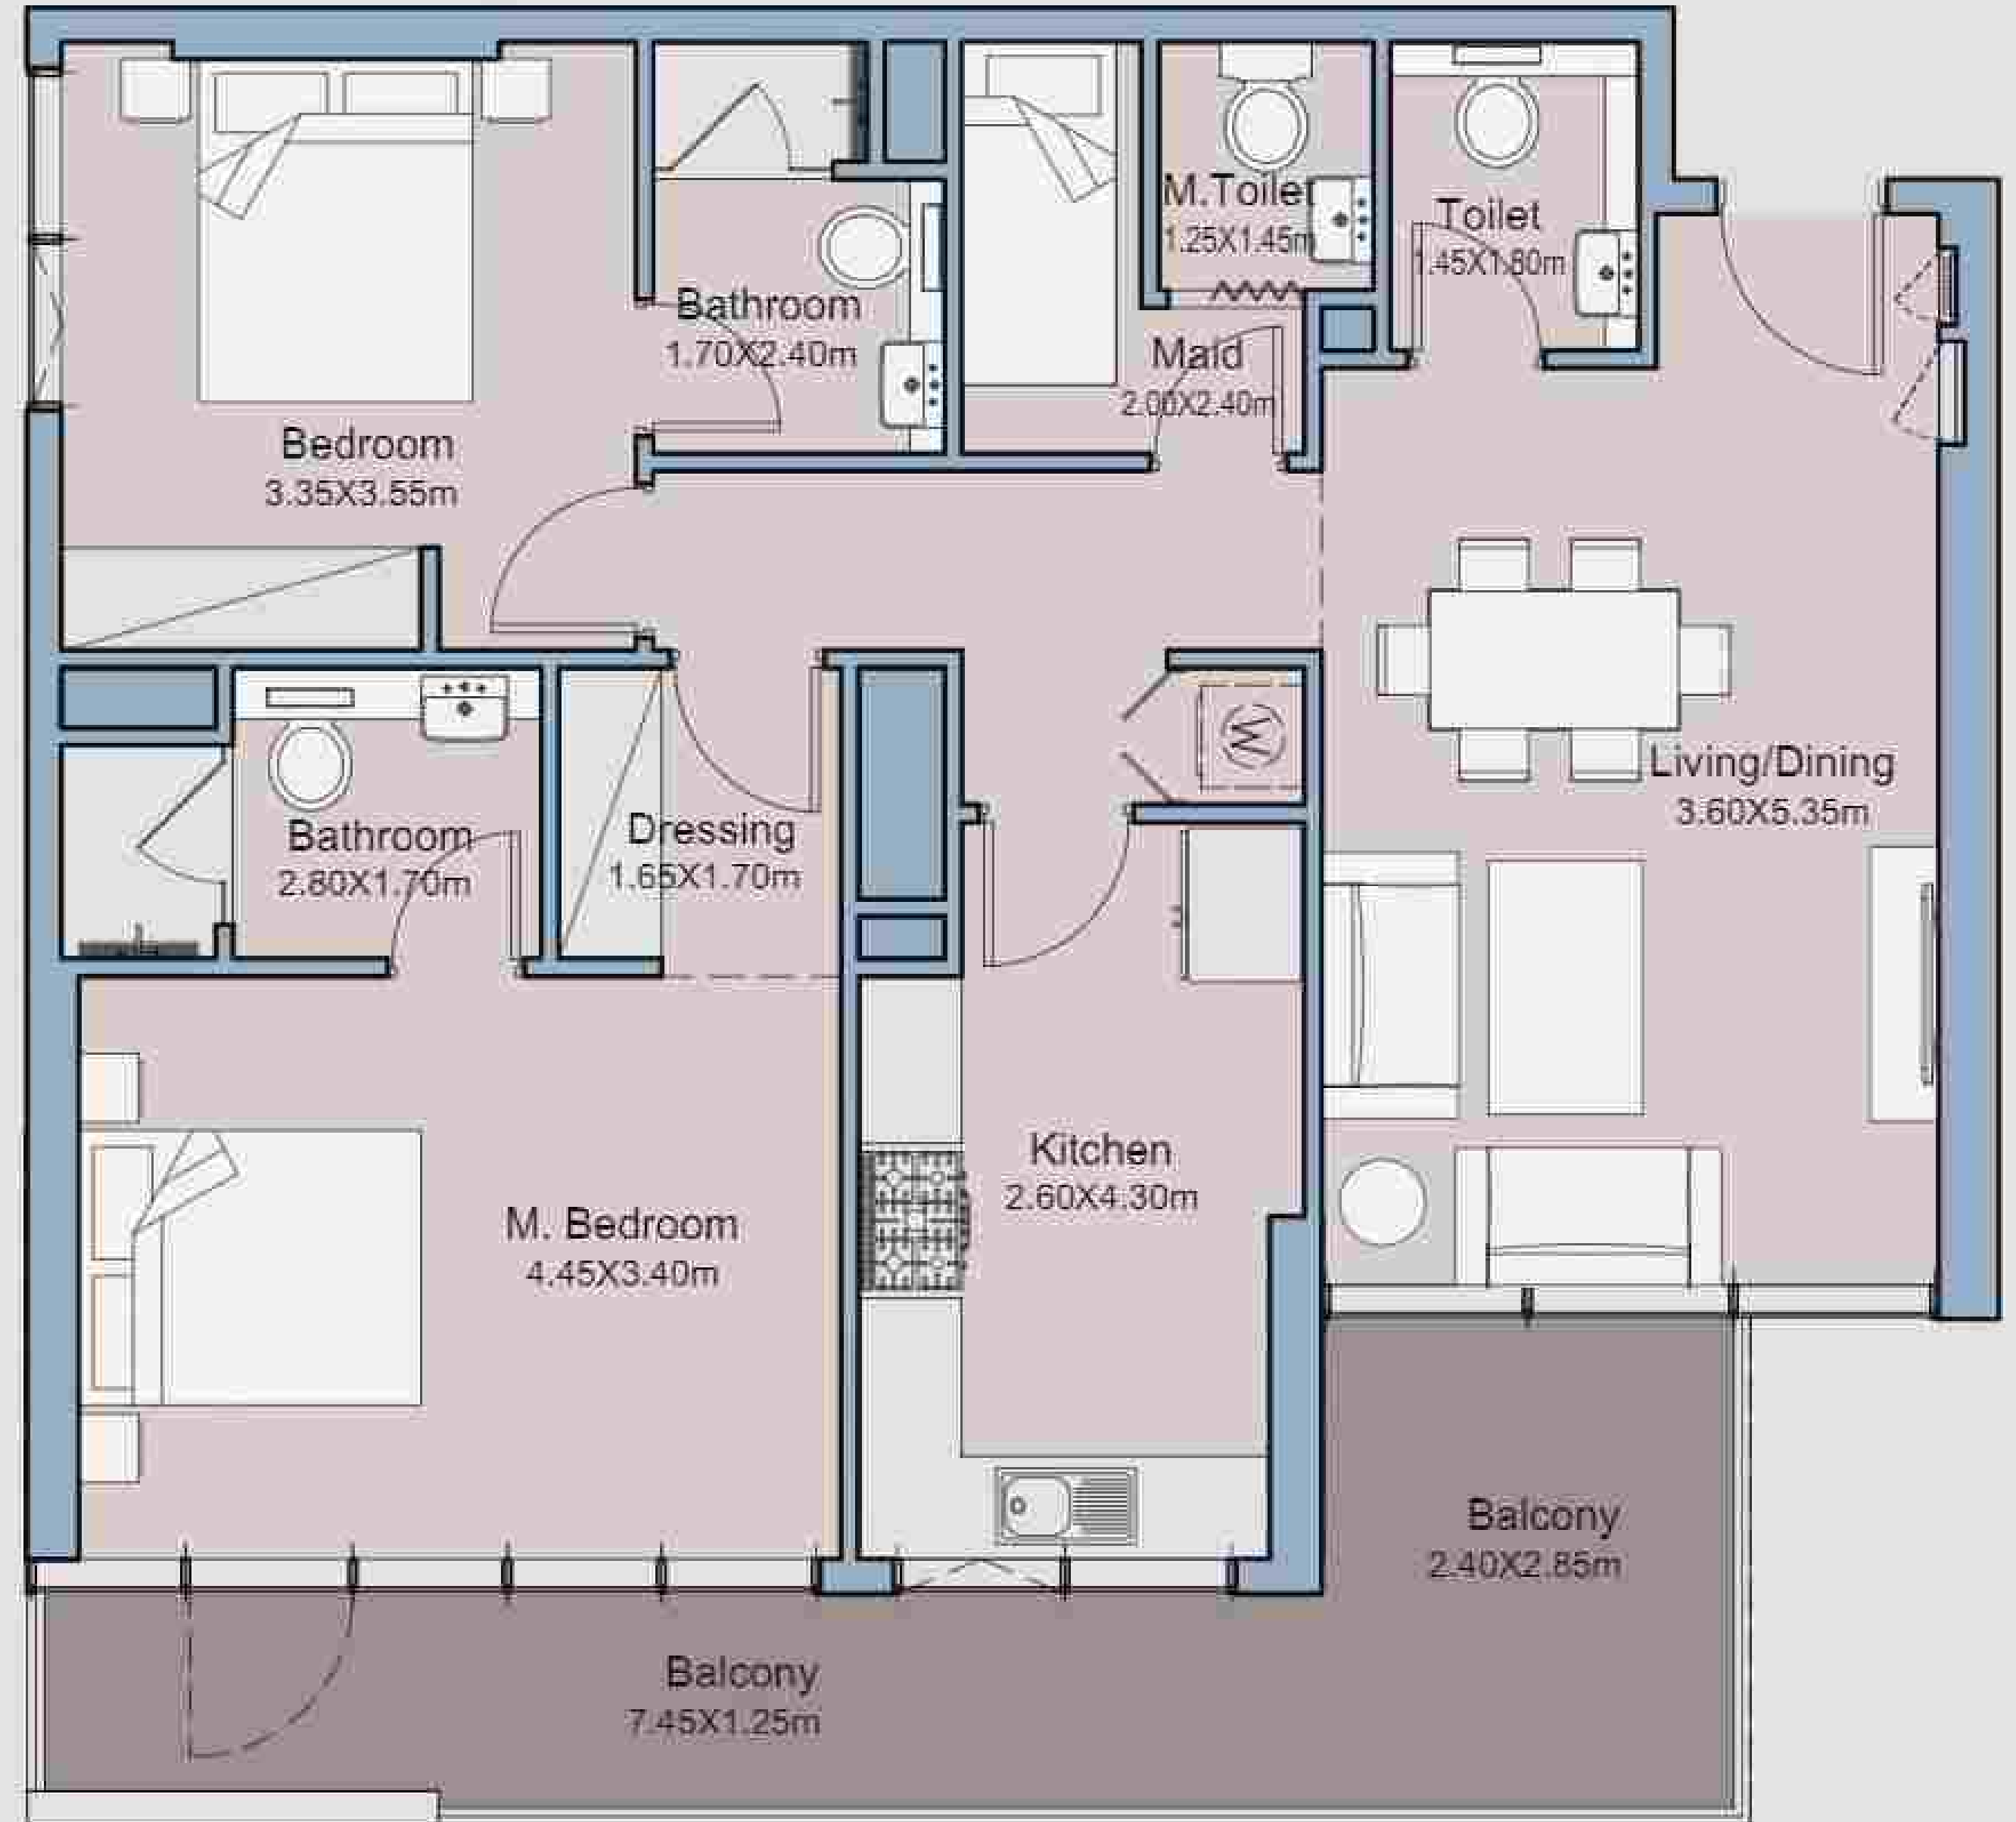 M.Toilet
1.25X1.45m
Toilet
1.45X1.80m
Bathroom
1.70X2.40m
Maid
2.00X2.40m
Bedroom
3.35X3.55m
W
Living/Dining
3.60X5.35m
Bathroom
2.80X1.70m
Dressing
1.65X1.70m
Kitchen
2.60X4.30m
M. Bedroom
4.45X3.40m
Balcony
2.40X2.85m
Balcony
7.45X1.25m